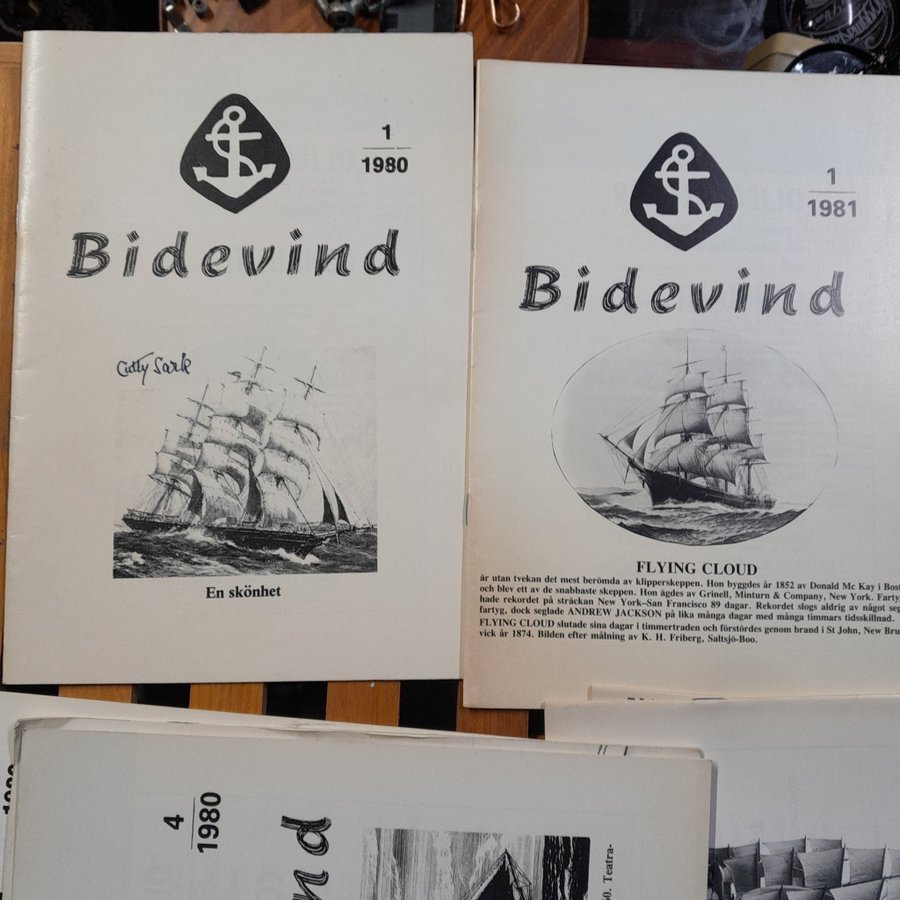 1
1980
Bidevind
Cutty Sark
En skönhet
1
1981
Bidevind
FLYING CLOUD
är utan tvekan det mest berömda av klipperskeppen. Hon byggdes år 1852 av Donald Mc Kay i Bost
och blev ett av de snabbaste skeppen. Hon ägdes av Grinell, Minturn & Company, New York. Farty
hade rekordet på sträckan New York–San Francisco 89 dagar. Rekordet slogs aldrig av något seg
fartyg, dock seglade ANDREW JACKSON på lika många dagar med många timmars tidsskillnad.
FLYING CLOUD slutade sina dagar i timmertraden och förstördes genom brand i St John, New Bru
vick år 1874. Bilden efter målning av K. H. Friberg, Saltsjö-Boo.
4
1980
nd
60. Teatra-